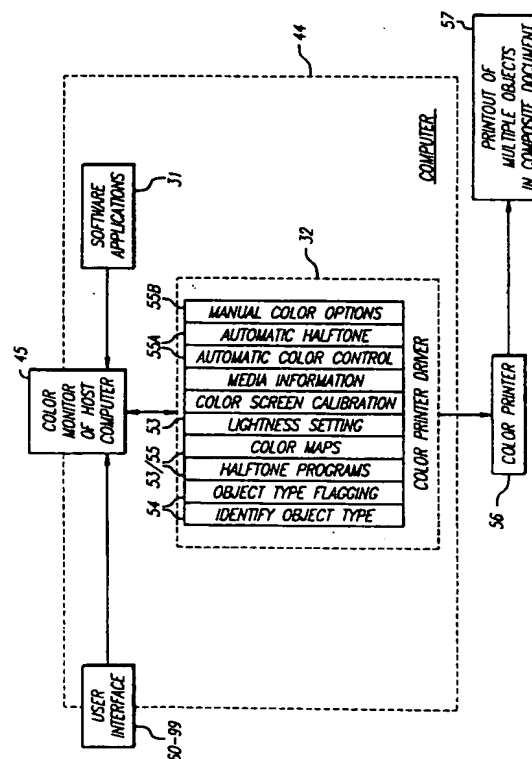 57
PRINTOUT OF
MULTIPLE OBJECTS
IN COMPOSITE DOCUMENT
44
COMPUTER
SOFTWARE
APPLICATIONS
31
45
COLOR
MONITOR
OF HOST
COMPUTER
32
55B
MANUAL COLOR OPTIONS
55A
AUTOMATIC HALFTONE
AUTOMATIC COLOR CONTROL
MEDIA INFORMATION
COLOR SCREEN CALIBRATION
53
LIGHTNESS SETTING
53/55
COLOR MAPS
HALFTONE PROGRAMS
54
OBJECT TYPE FLAGGING
IDENTIFY OBJECT TYPE
COLOR PRINTER DRIVER
COLOR PRINTER
56
USER
INTERFACE
60-99